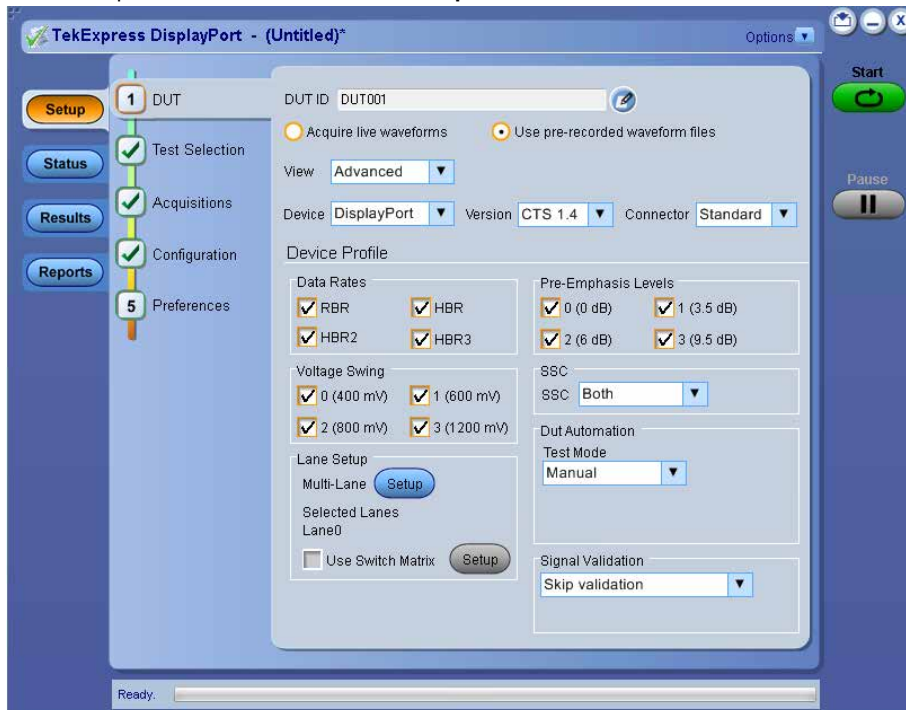 TekExpress DisplayPort - (Untitled)*
Options
Start
Pause
Setup
Status
Results
Reports
1 DUT
Test Selection
Acquisitions
Configuration
5 Preferences
DUT ID DUT001
Acquire live waveforms Use pre-recorded waveform files
View Advanced
Device DisplayPort Version CTS 1.4 Connector Standard
Device Profile
Data Rates
RBR HBR
HBR2 HBR3
Pre-Emphasis Levels
0 (0 dB) 1 (3.5 dB)
2 (6 dB) 3 (9.5 dB)
Voltage Swing
0 (400 mV) 1 (600 mV)
2 (800 mV) 3 (1200 mV)
SSC
SSC Both
Lane Setup
Multi-Lane Setup
Selected Lanes
Lane0
Use Switch Matrix Setup
Dut Automation
Test Mode
Manual
Signal Validation
Skip validation
Ready.